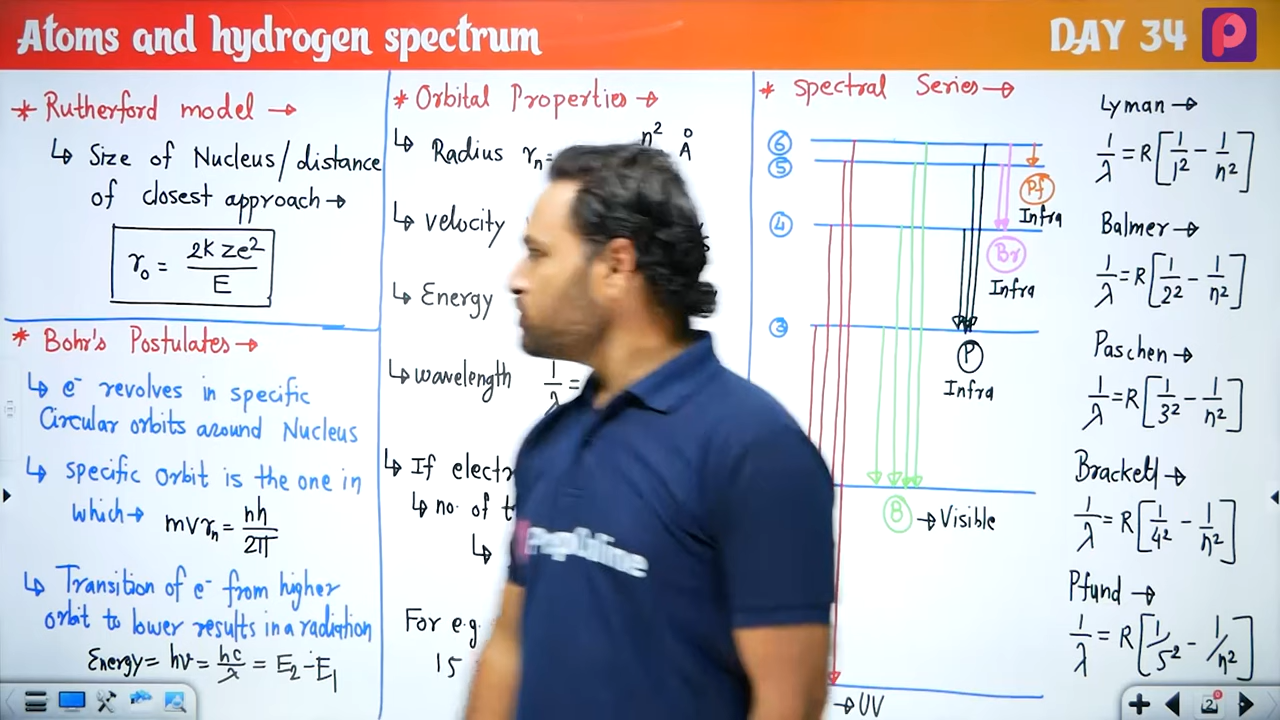 Atoms and hydrogen spectrum
DAY 34
* Rutherford model →
↳ Size of Nucleus/distance
of closest approach →
r₀ = 2kze²/E
* Bohr's Postulates →
↳ e⁻ revolves in specific
Circular orbits around Nucleus
↳ specific orbit is the one in
which → mvrₙ = nh/2π
↳ Transition of e⁻ from higher
orbit to lower results in a radiation
Energy = hν = hc/λ = E₂ - E₁
* Orbital Properties →
↳ Radius rₙ = n² Å
↳ velocity
↳ Energy
↳ wavelength 1/λ =
↳ If
↳ no. of
↳
For e.g.
15
* Spectral Series →
6
5
4
3
Pf
Infra
Br
Infra
P
Infra
B → Visible
→ UV
Lyman →
1/λ = R[1/1² - 1/n²]
Balmer →
1/λ = R[1/2² - 1/n²]
Paschen →
1/λ = R[1/3² - 1/n²]
Brackett →
1/λ = R[1/4² - 1/n²]
Pfund →
1/λ = R[1/5² - 1/n²]
2